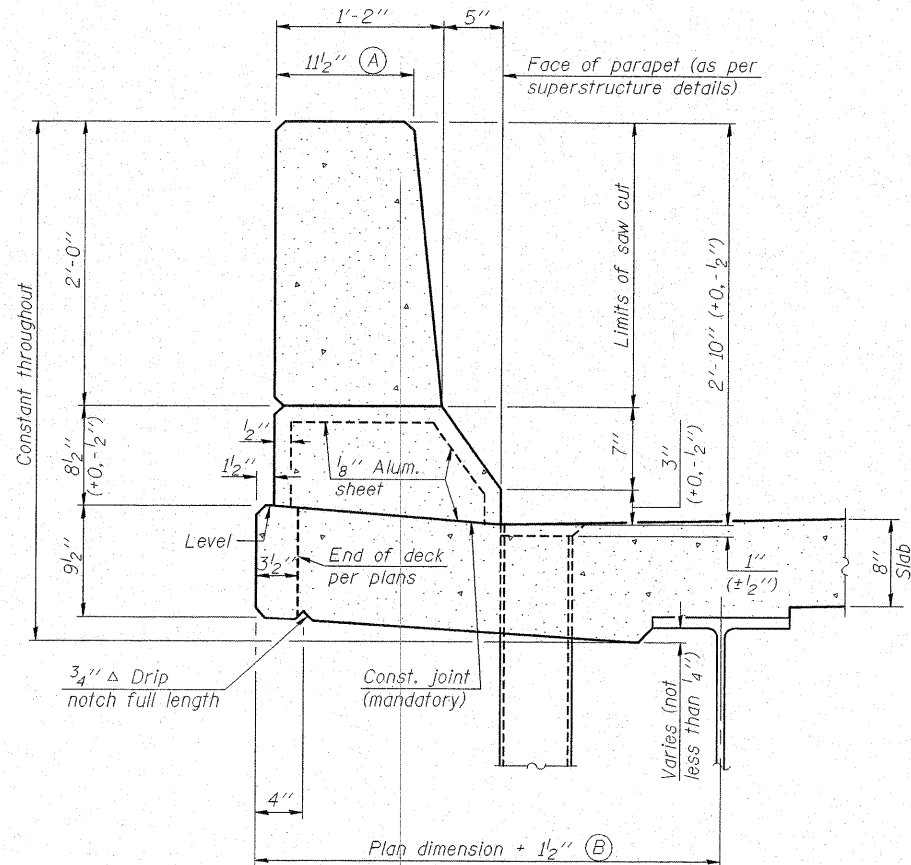 1'-2"
5"
11½" Ⓐ
Face of parapet (as per
superstructure details)
Constant throughout
2'-0"
8½"
(+0,-½")
9½"
½"
1½"
⅛" Alum.
sheet
Limits of saw cut
7"
3"
(+0,-½")
2'-10" (+0,-½")
Level
3½"
End of deck
per plans
1"
(±½")
8"
Slab
¾" Δ Drip
notch full length
Const. joint
(mandatory)
Varies (not
less than ¼")
4"
Plan dimension + 1½" Ⓑ